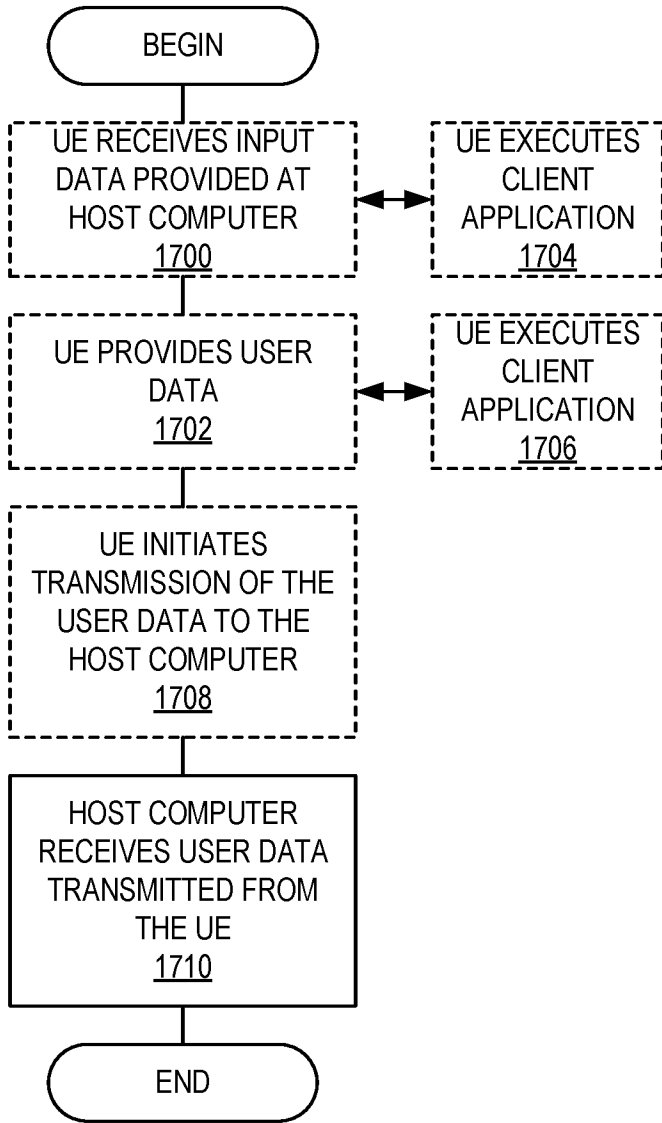 BEGIN
UE RECEIVES INPUT
DATA PROVIDED AT
HOST COMPUTER
1700
UE EXECUTES
CLIENT
APPLICATION
1704
UE PROVIDES USER
DATA
1702
UE EXECUTES
CLIENT
APPLICATION
1706
UE INITIATES
TRANSMISSION OF THE
USER DATA TO THE
HOST COMPUTER
1708
HOST COMPUTER
RECEIVES USER DATA
TRANSMITTED FROM
THE UE
1710
END